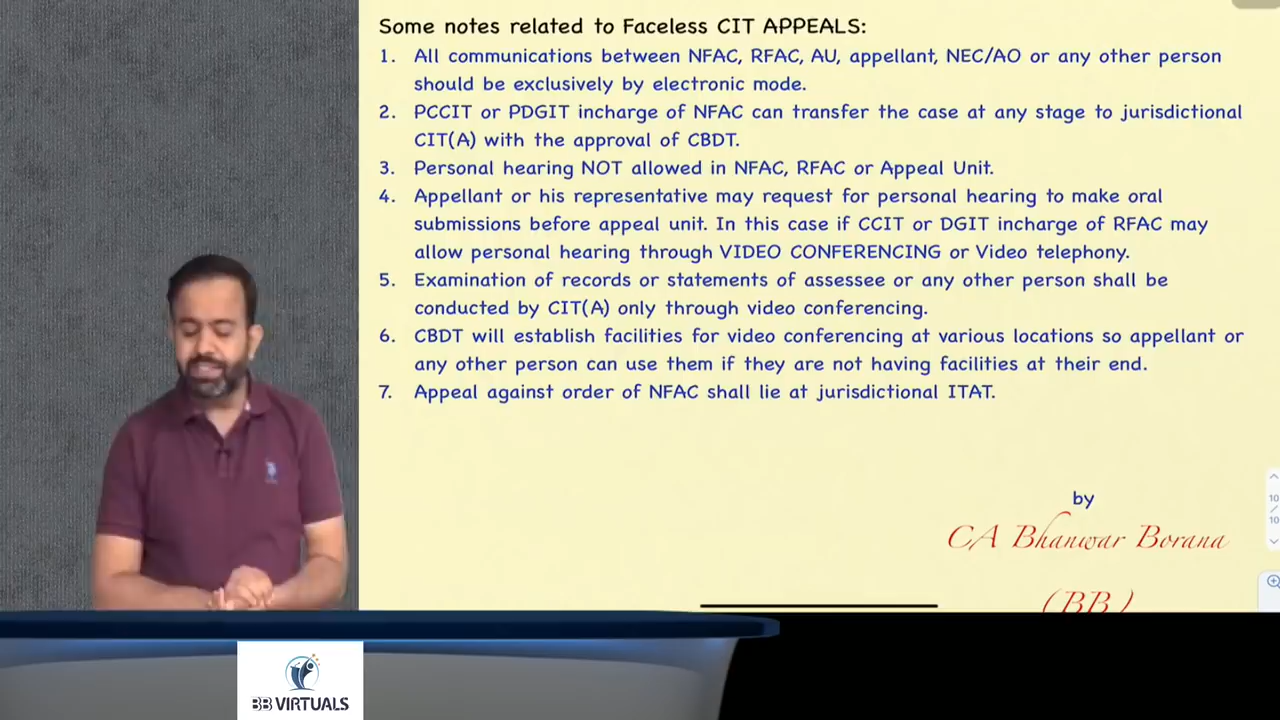 Some notes related to Faceless CIT APPEALS:
1. All communications between NFAC, RFAC, AU, appellant, NEC/AO or any other person
should be exclusively by electronic mode.
2. PCCIT or PDGIT incharge of NFAC can transfer the case at any stage to jurisdictional
CIT(A) with the approval of CBDT.
3. Personal hearing NOT allowed in NFAC, RFAC or Appeal Unit.
4. Appellant or his representative may request for personal hearing to make oral
submissions before appeal unit. In this case if CCIT or DGIT incharge of RFAC may
allow personal hearing through VIDEO CONFERENCING or Video telephony.
5. Examination of records or statements of assessee or any other person shall be
conducted by CIT(A) only through video conferencing.
6. CBDT will establish facilities for video conferencing at various locations so appellant or
any other person can use them if they are not having facilities at their end.
7. Appeal against order of NFAC shall lie at jurisdictional ITAT.
by
CA Bhanwar Borana
(BB)
10
/
10
BB VIRTUALS